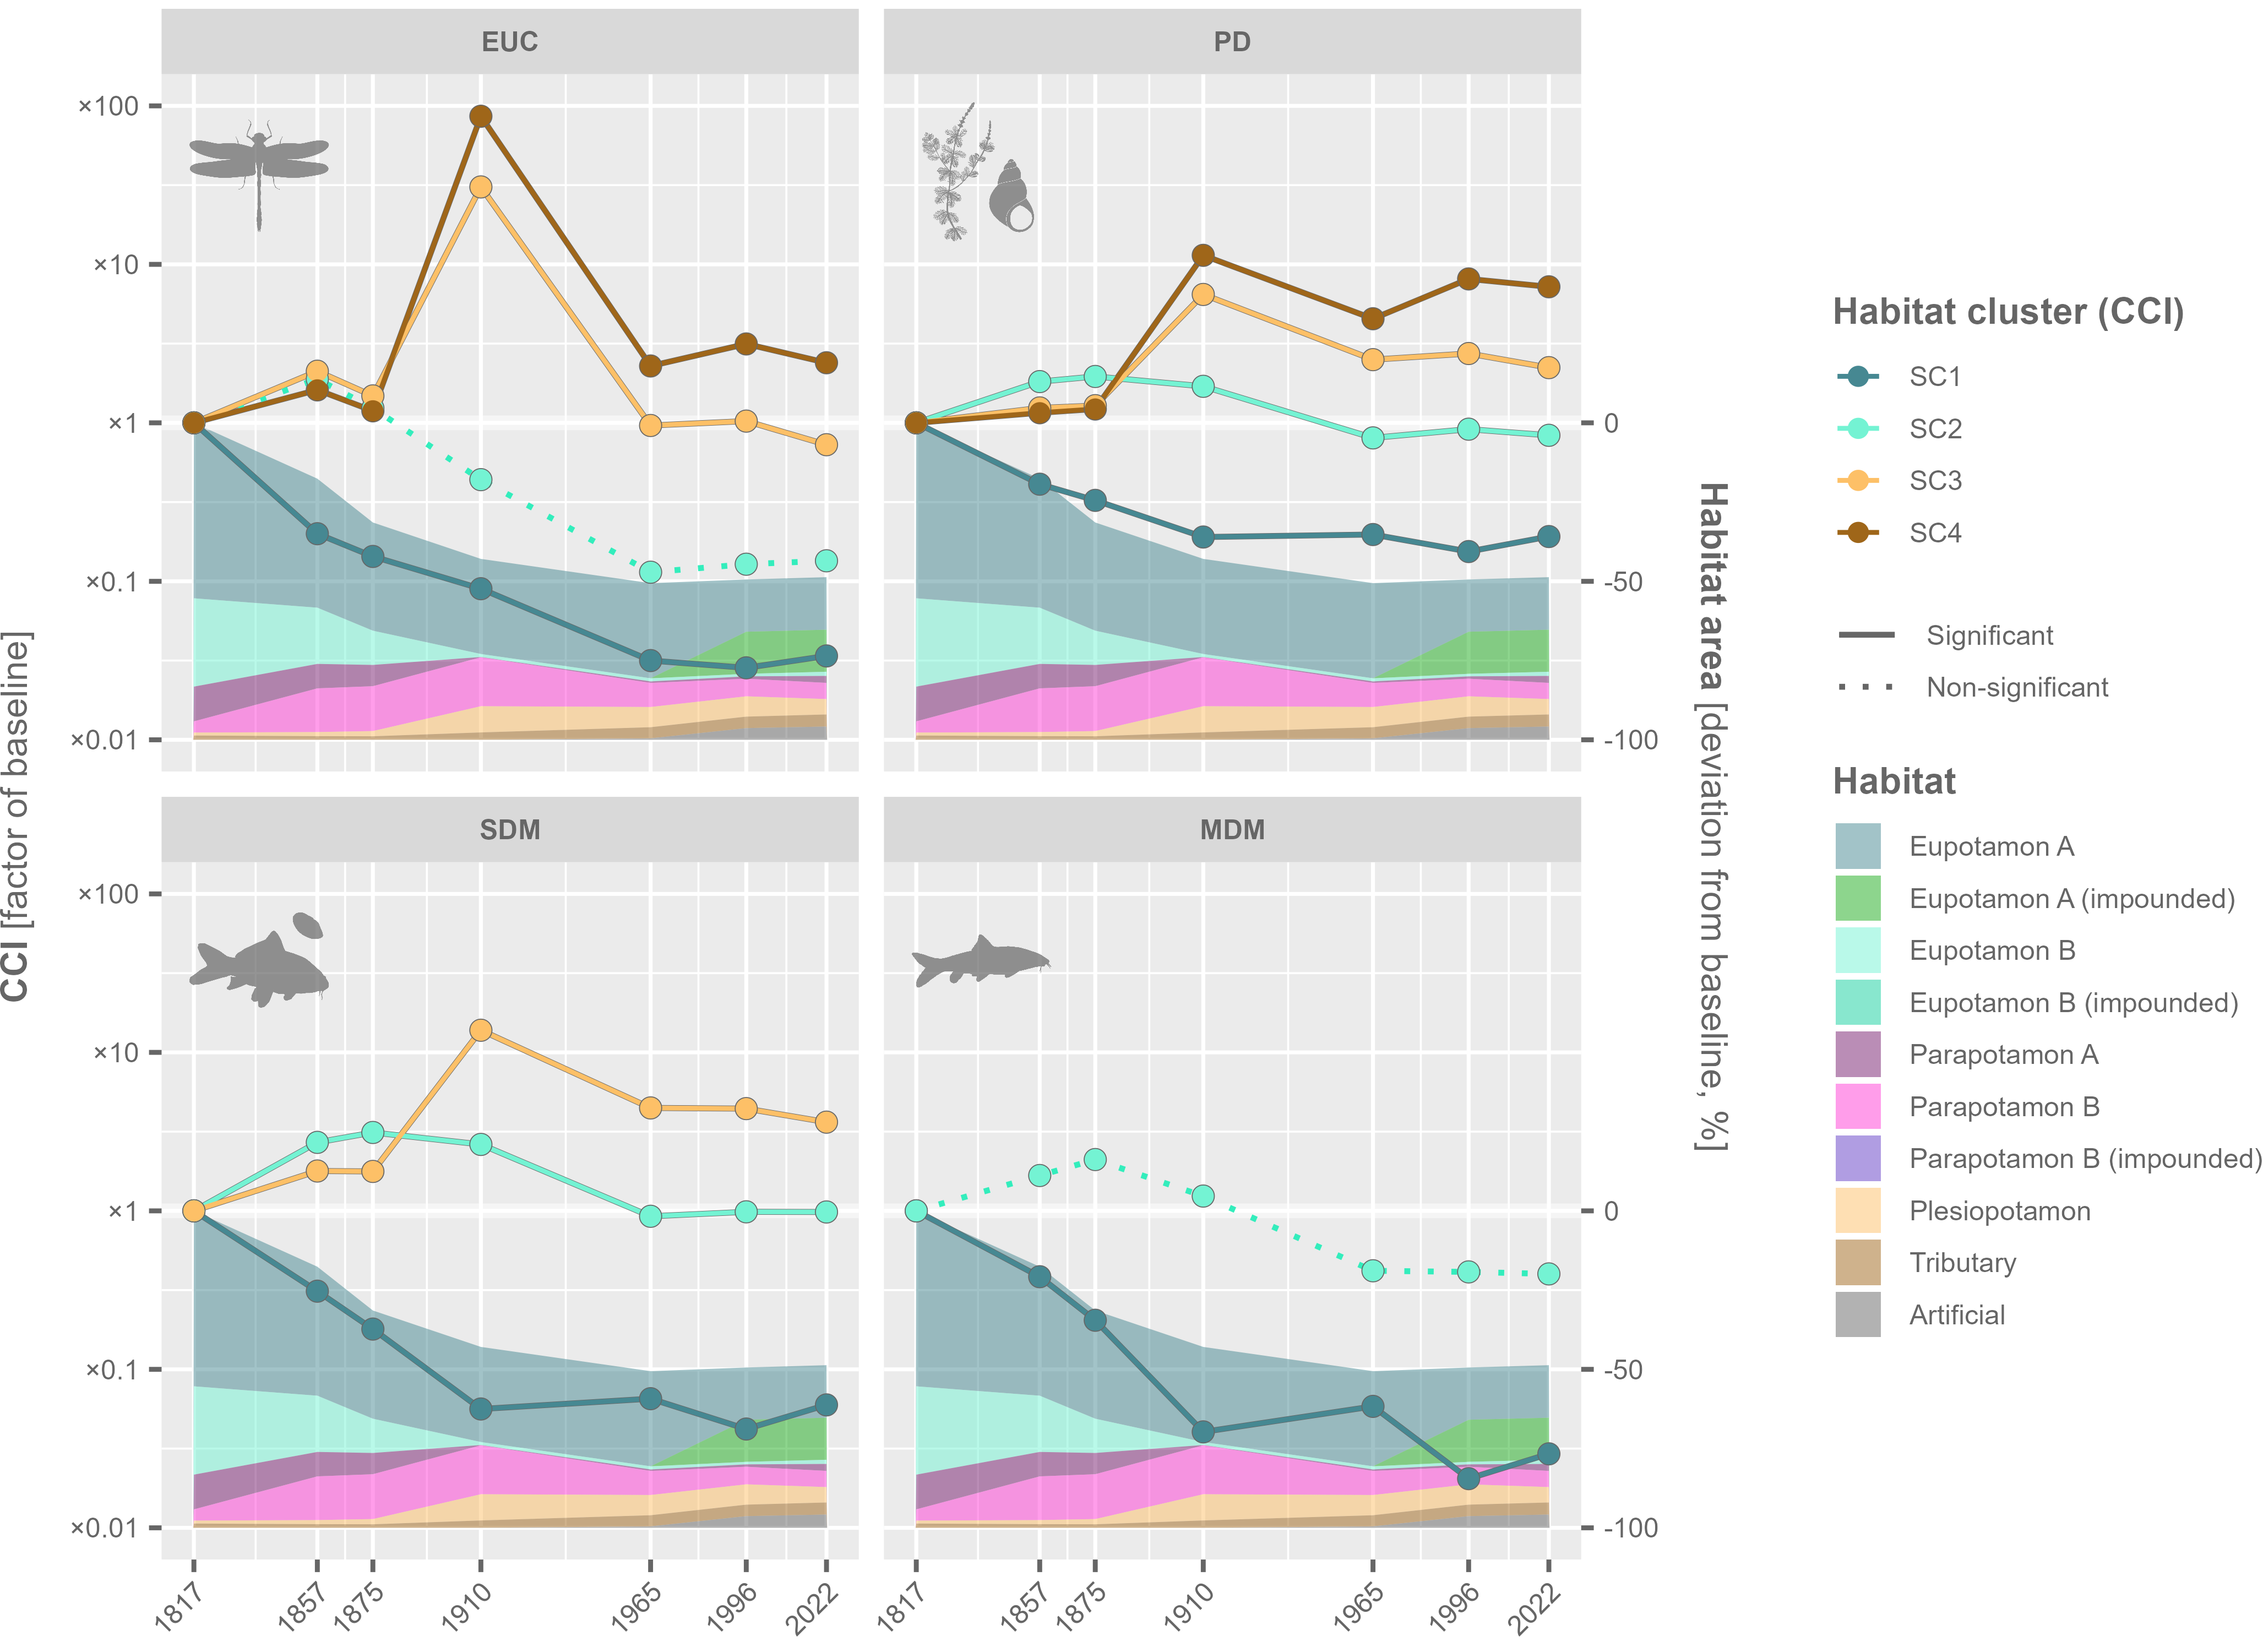 EUC
PD
×100
×10
×1
×0.1
×0.01
0
-50
-100
SDM
MDM
×100
×10
×1
×0.1
×0.01
0
-50
-100
1817
1857
1875
1910
1965
1996
2022
1817
1857
1875
1910
1965
1996
2022
CCI [factor of baseline]
Habitat area [deviation from baseline, %]
Habitat cluster (CCI)
SC1
SC2
SC3
SC4
Significant
Non-significant
Habitat
Eupotamon A
Eupotamon A (impounded)
Eupotamon B
Eupotamon B (impounded)
Parapotamon A
Parapotamon B
Parapotamon B (impounded)
Plesiopotamon
Tributary
Artificial